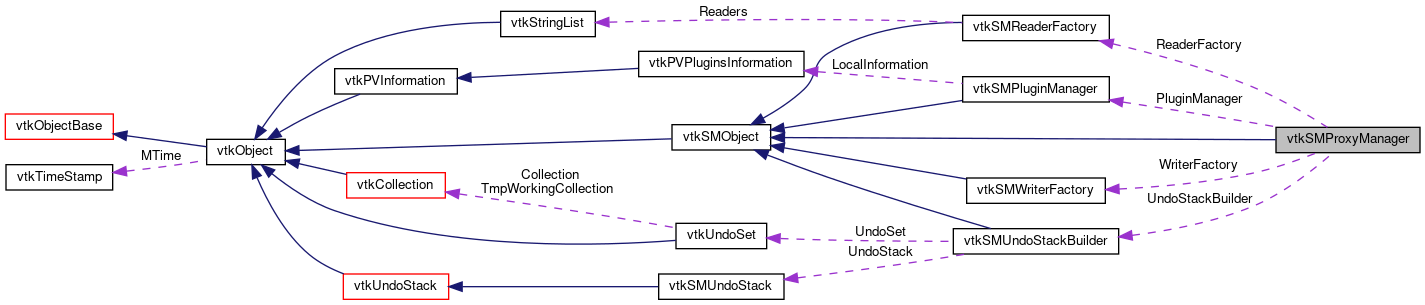 vtkStringList
Readers
vtkSMReaderFactory
ReaderFactory
vtkPVInformation
vtkPVPluginsInformation
LocalInformation
vtkSMPluginManager
PluginManager
vtkObjectBase
vtkTimeStamp
MTime
vtkObject
vtkSMObject
vtkSMProxyManager
vtkCollection
Collection
TmpWorkingCollection
vtkSMWriterFactory
WriterFactory
UndoStackBuilder
vtkUndoSet
UndoSet
vtkSMUndoStackBuilder
UndoStack
vtkUndoStack
vtkSMUndoStack